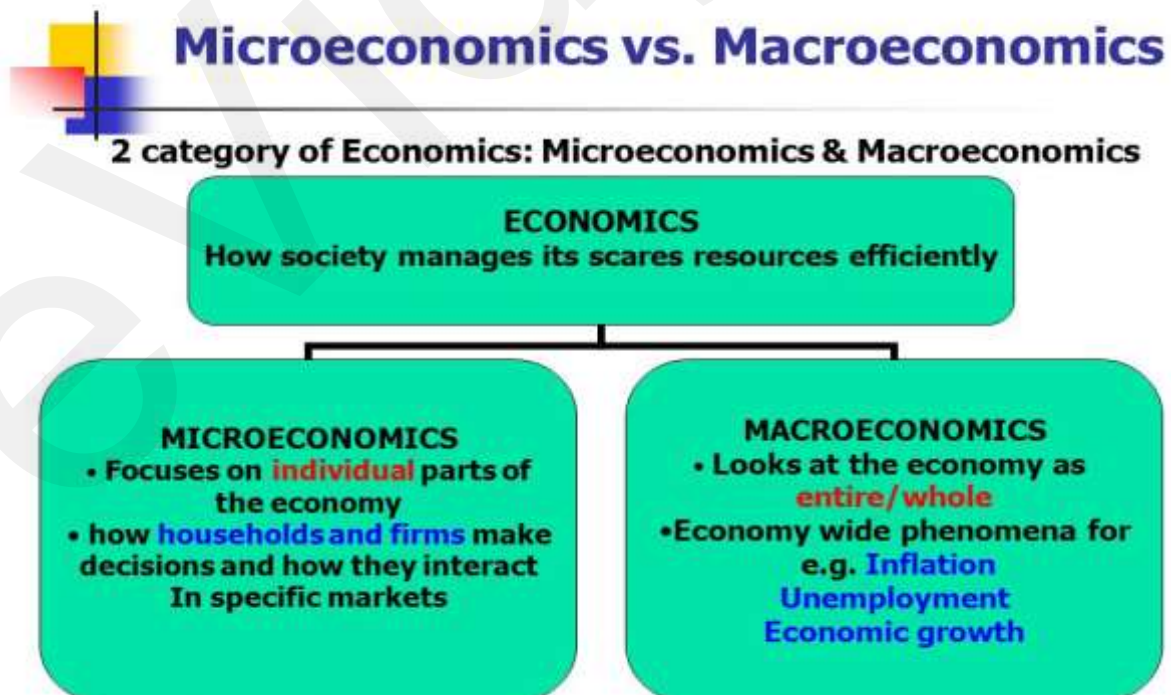 Microeconomics vs. Macroeconomics
2 category of Economics: Microeconomics & Macroeconomics
ECONOMICS
How society manages its scares resources efficiently
MICROECONOMICS
• Focuses on individual parts of
the economy
• how households and firms make
decisions and how they interact
In specific markets
MACROECONOMICS
• Looks at the economy as
entire/whole
•Economy wide phenomena for
e.g. Inflation
Unemployment
Economic growth